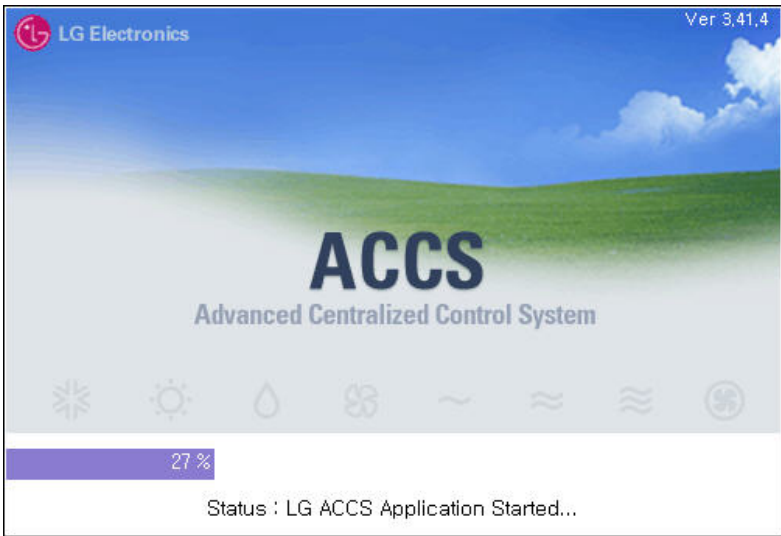 LG Electronics
Ver 3,41,4
ACCS
Advanced Centralized Control System
27 %
Status : LG ACCS Application Started...